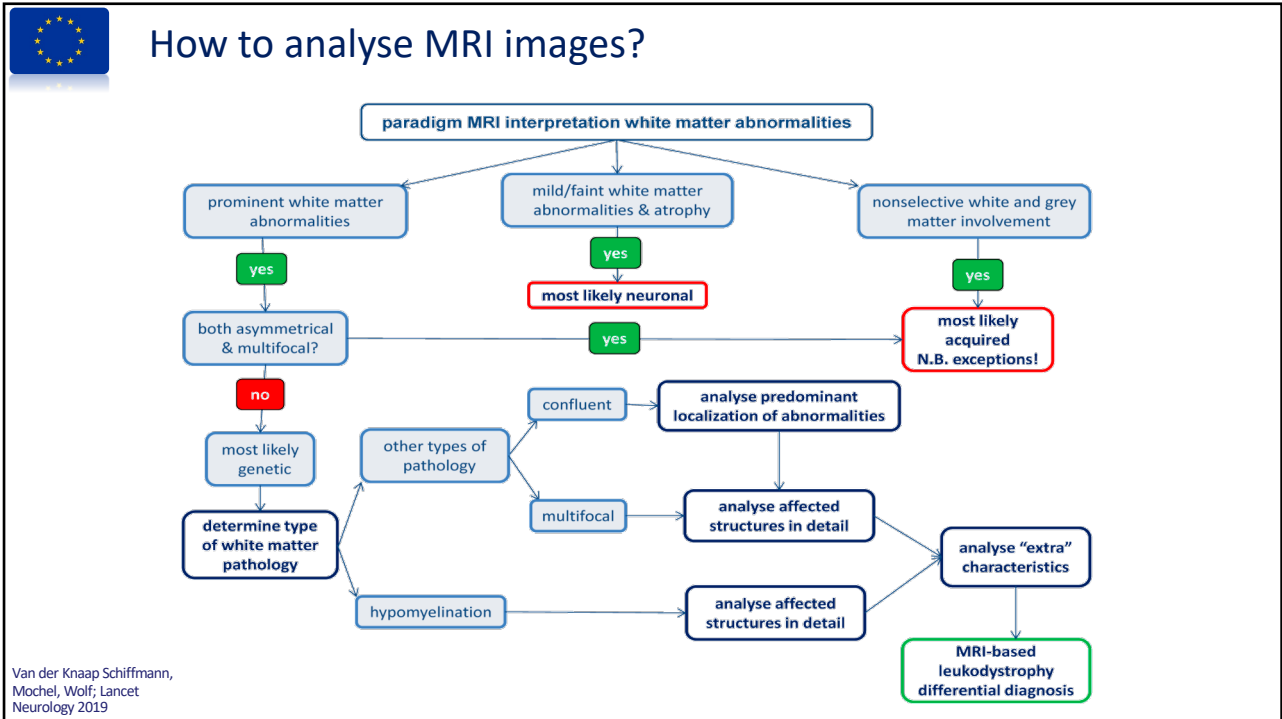 How to analyse MRI images?
paradigm MRI interpretation white matter abnormalities
prominent white matter
abnormalities
mild/faint white matter
abnormalities & atrophy
nonselective white and grey
matter involvement
yes
yes
yes
most likely neuronal
both asymmetrical
& multifocal?
yes
most likely
acquired
N.B. exceptions!
no
confluent
analyse predominant
localization of abnormalities
most likely
genetic
other types of
pathology
multifocal
analyse affected
structures in detail
determine type
of white matter
pathology
analyse “extra”
characteristics
hypomyelination
analyse affected
structures in detail
MRI-based
leukodystrophy
differential diagnosis
Van der Knaap Schiffmann,
Mochel, Wolf; Lancet
Neurology 2019